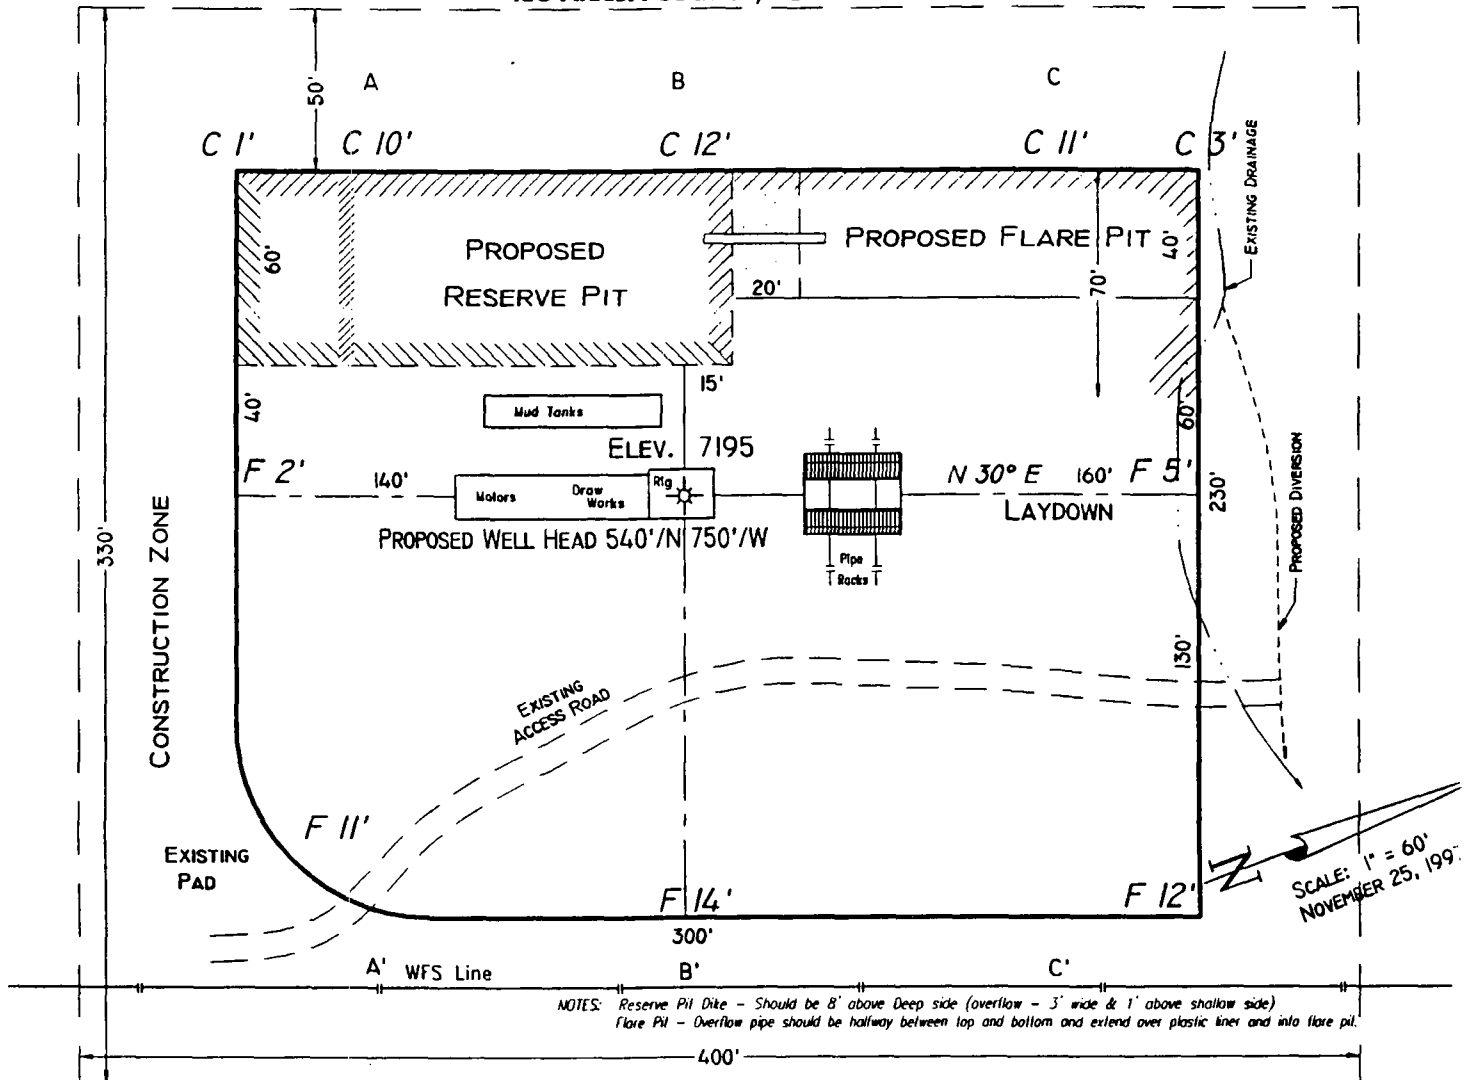 A B C
50'
C 1' C 10' C 12' C 11' C 3'
EXISTING DRAINAGE
60'
PROPOSED
RESERVE PIT
PROPOSED FLARE PIT
40'
20'
70'
15'
40'
Mud Tanks
60'
ELEV. 7195
F 2'
140'
Motors
Draw
Works
Rig
N 30° E 160' F 5'
LAYDOWN
230'
PROPOSED DIVERSION
PROPOSED WELL HEAD 540'/N 750'/W
Pipe
Racks
330'
CONSTRUCTION ZONE
130'
EXISTING
ACCESS ROAD
F 11'
EXISTING
PAD
F 14'
F 12'
N
SCALE: 1" = 60'
NOVEMBER 25,
300'
A' WFS Line B' C'
NOTES: Reserve Pit Dike - Should be 8' above Deep side (overflow - 3' wide & 1' above shallow side)
Flare Pit - Overflow pipe should be halfway between top and bottom and extend over plastic liner and into flare pit.
400'